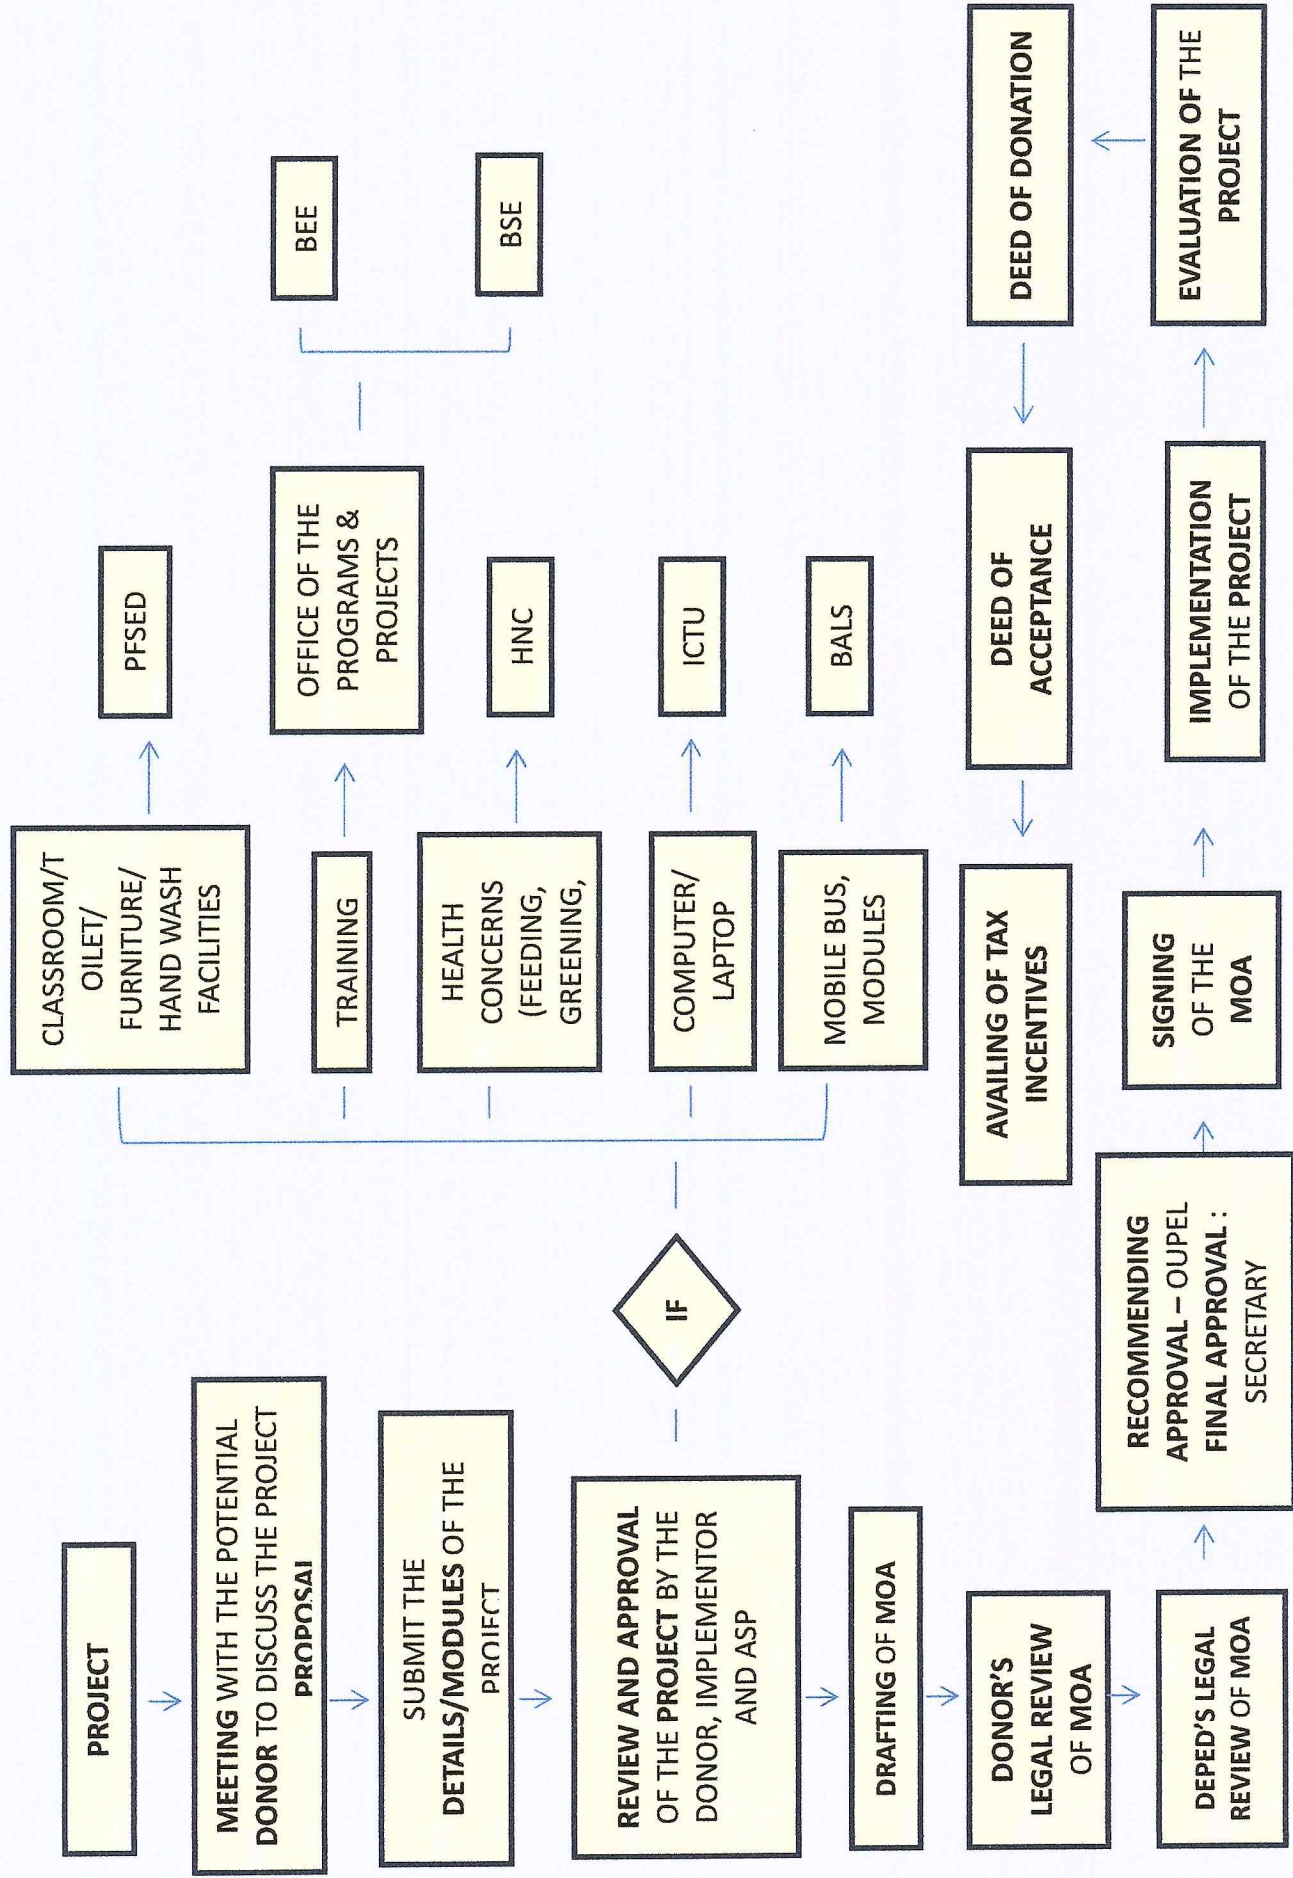 PROJECT
MEETING WITH THE POTENTIAL
DONOR TO DISCUSS THE PROJECT
PROPOSAL
SUBMIT THE
DETAILS/MODULES OF THE
PROJECT
REVIEW AND APPROVAL
OF THE PROJECT BY THE
DONOR, IMPLEMENTOR
AND ASP
IF
CLASSROOM/T
OILET/
FURNITURE/
HAND WASH
FACILITIES
PFSED
TRAINING
OFFICE OF THE
PROGRAMS &
PROJECTS
BEE
BSE
HEALTH
CONCERNS
(FEEDING,
GREENING,
HNC
COMPUTER/
LAPTOP
ICTU
MOBILE BUS,
MODULES
BALS
DRAFTING OF MOA
DONOR'S
LEGAL REVIEW
OF MOA
DEPED'S LEGAL
REVIEW OF MOA
RECOMMENDING
APPROVAL – OUPEL
FINAL APPROVAL :
SECRETARY
SIGNING
OF THE
MOA
IMPLEMENTATION
OF THE PROJECT
EVALUATION OF THE
PROJECT
DEED OF DONATION
DEED OF
ACCEPTANCE
AVAILING OF TAX
INCENTIVES